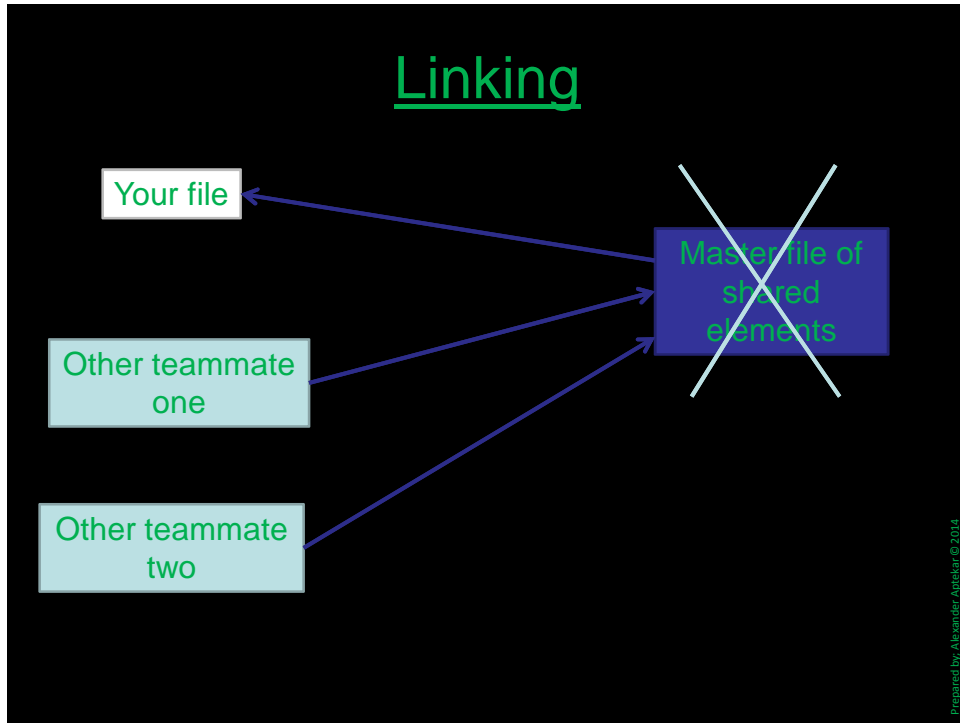 Linking
Your file
Master file of
shared
elements
Other teammate
one
Other teammate
two
Prepared by: Alexander Aptekar © 2014